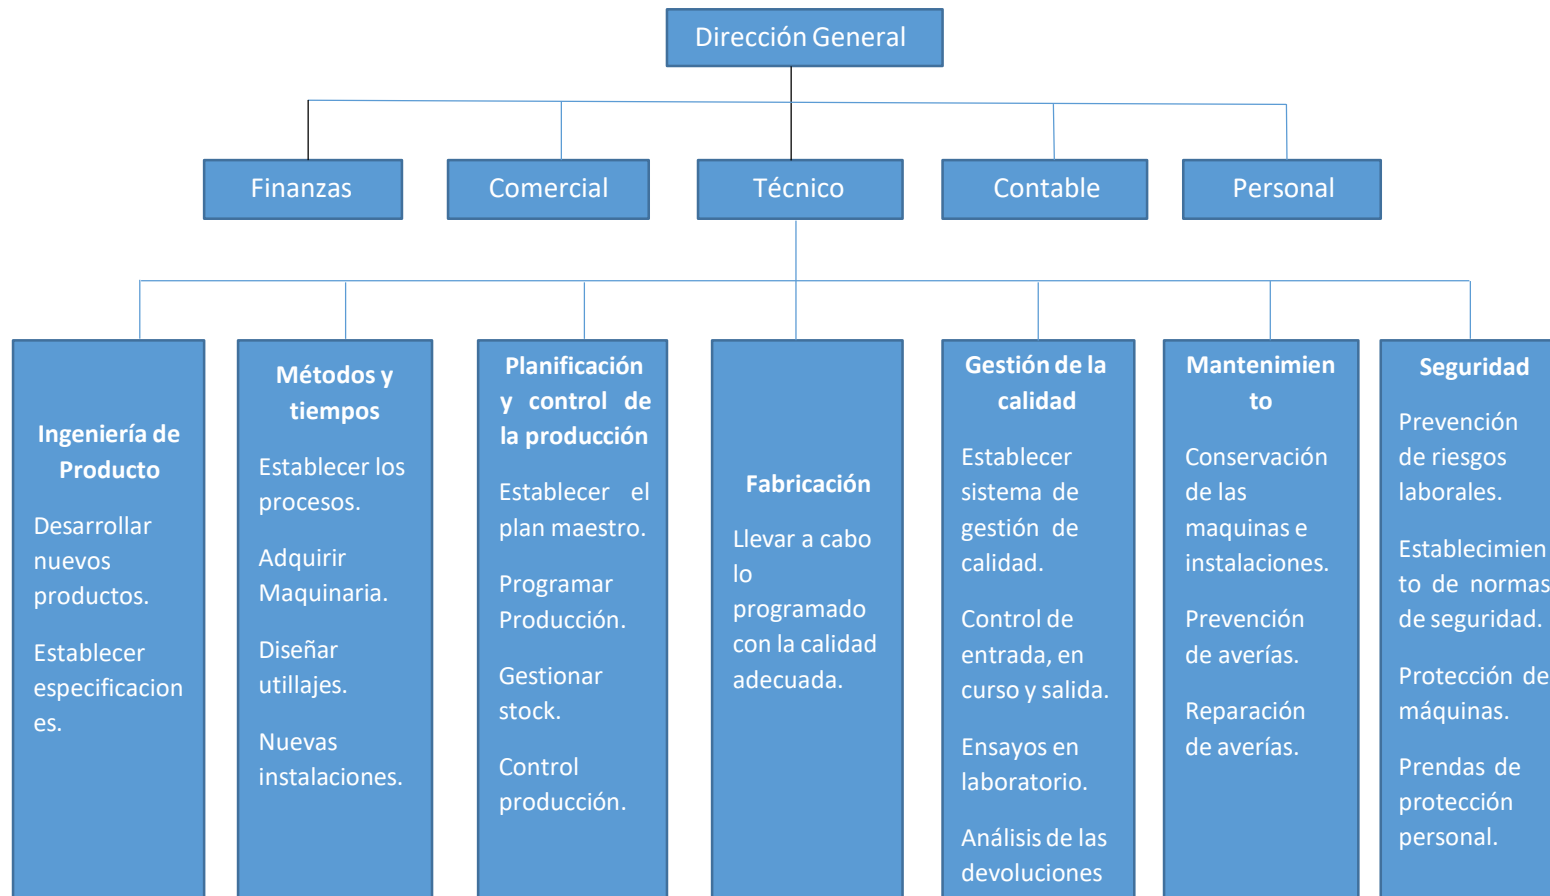 Dirección General
Finanzas
Comercial
Técnico
Contable
Personal
Ingeniería de
Producto
Desarrollar
nuevos
productos.
Establecer
especificacion
es.
Métodos y
tiempos
Establecer los
procesos.
Adquirir
Maquinaria.
Diseñar
utillajes.
Nuevas
instalaciones.
Planificación
y control de
la producción
Establecer el
plan maestro.
Programar
Producción.
Gestionar
stock.
Control
producción.
Fabricación
Llevar a cabo
lo
programado
con la calidad
adecuada.
Gestión de la
calidad
Establecer
sistema de
gestión de
calidad.
Control de
entrada, en
curso y salida.
Ensayos en
laboratorio.
Análisis de las
devoluciones
Mantenimien
to
Conservación
de las
maquinas e
instalaciones.
Prevención
de averías.
Reparación
de averías.
Seguridad
Prevención
de riesgos
laborales.
Establecimien
to de normas
de seguridad.
Protección de
máquinas.
Prendas de
protección
personal.